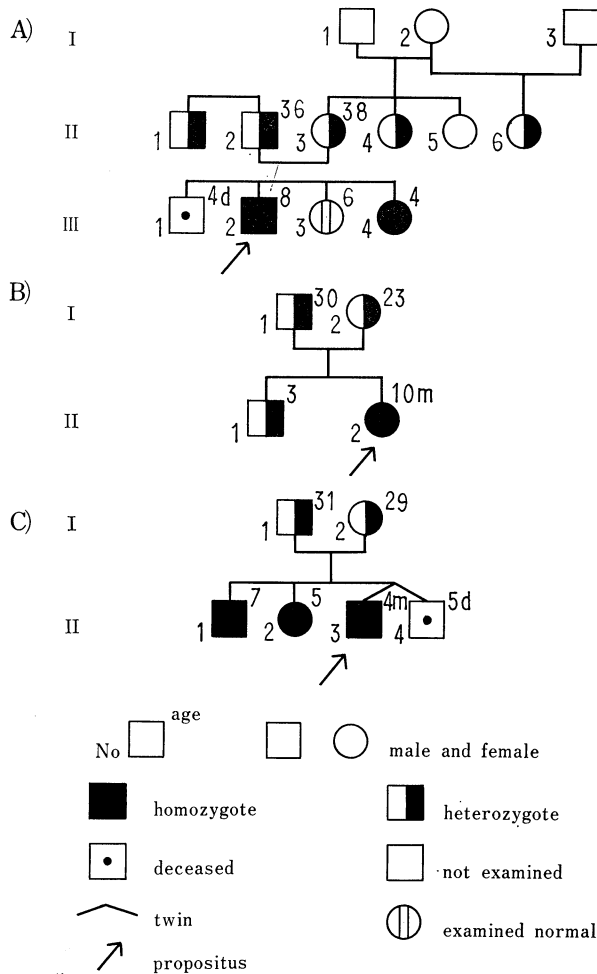 A) I 1 2 3
II 1 2 36 3 38 4 5 6
III 1 4d 2 8 3 6 4 4
B) I 1 30 2 23
II 1 3 2 10m
C) I 1 31 2 29
II 1 7 2 5 3 4m 4 5d
No age male and female
homozygote heterozygote
deceased not examined
twin examined normal
propositus